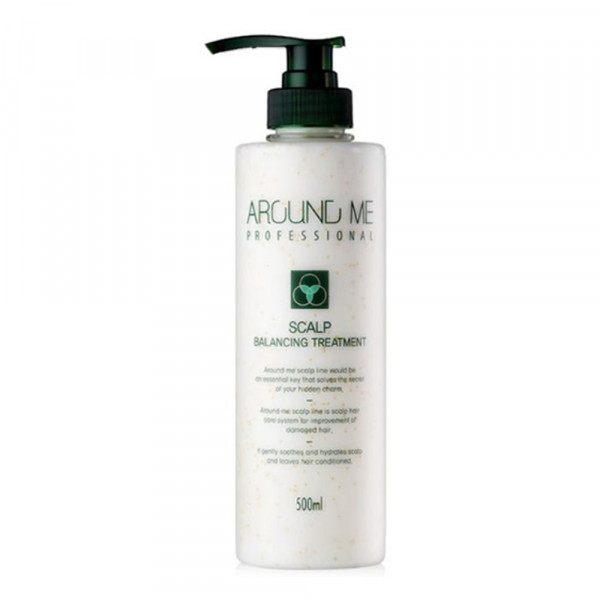 AROUND ME
PROFESSIONAL
SCALP
BALANCING TREATMENT
Around me scalp line would be
an essential key that solves the secret
of your hidden charm.
Around me scalp line is scalp hair
care system for improvement of
damaged hair.
It gently soothes and hydrates scalp
and leaves hair conditioned.
500ml